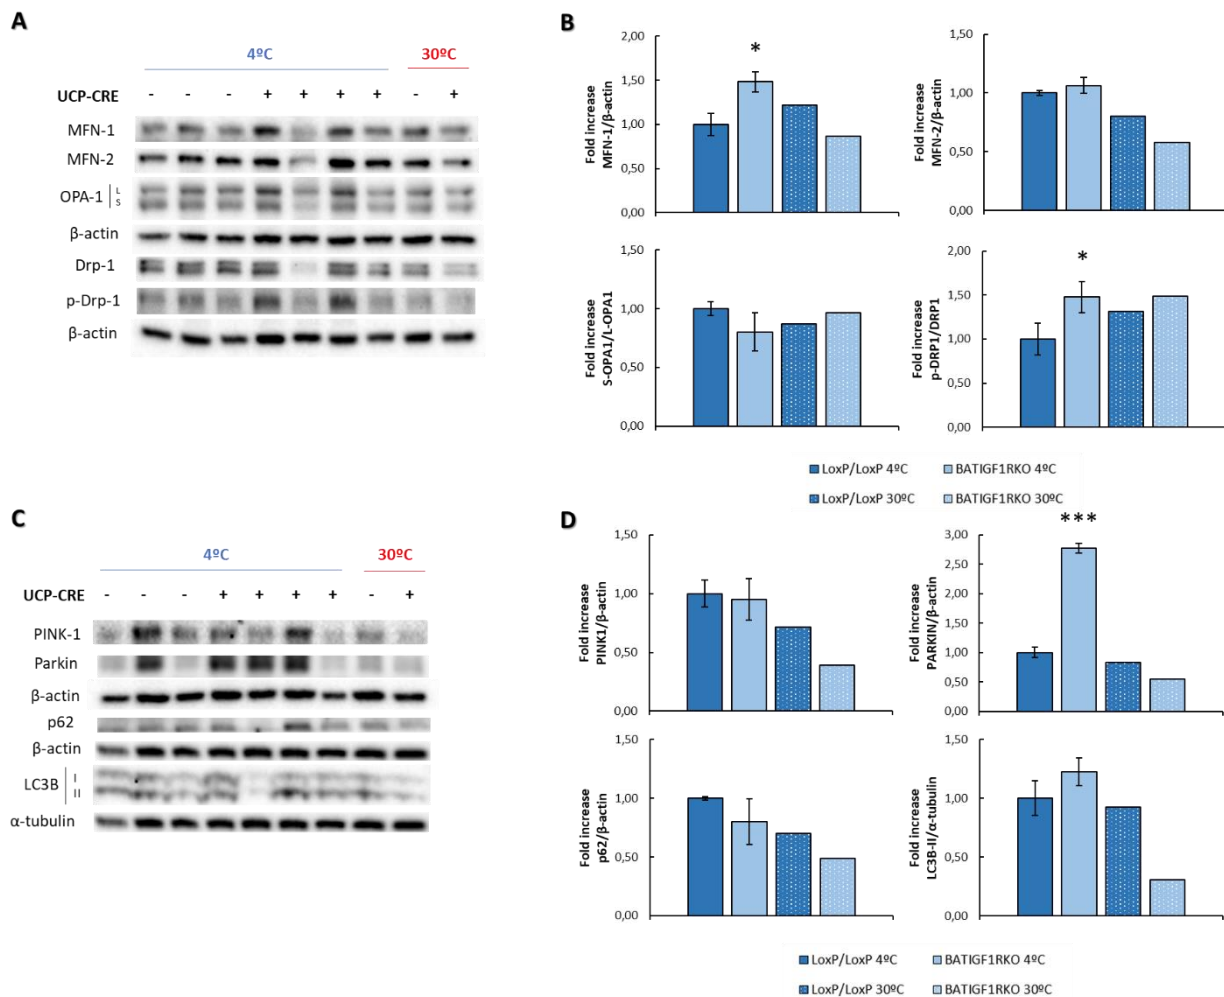 A
4ºC 30ºC
UCP-CRE - - - + + + + - +
MFN-1
MFN-2
OPA-1 L
S
β-actin
Drp-1
p-Drp-1
β-actin
B
Fold increase
MFN-1/β-actin
2,00
1,50
1,00
0,50
0,00
*
Fold increase
MFN-2/β-actin
1,50
1,00
0,50
0,00
Fold increase
S-OPA1/L-OPA1
1,50
1,00
0,50
0,00
Fold increase
p-DRP1/DRP1
2,00
1,50
1,00
0,50
0,00
*
LoxP/LoxP 4ºC BATIGF1RKO 4ºC
LoxP/LoxP 30ºC BATIGF1RKO 30ºC
C
4ºC 30ºC
UCP-CRE - - - + + + + - +
PINK-1
Parkin
β-actin
p62
β-actin
LC3B I
II
α-tubulin
D
Fold increase
PINK1/β-actin
1,50
1,00
0,50
0,00
Fold increase
PARKIN/β-actin
3,00
2,50
2,00
1,50
1,00
0,50
0,00
***
Fold increase
p62/β-actin
1,50
1,00
0,50
0,00
Fold increase
LC3B-II/α-tubulin
1,50
1,00
0,50
0,00
LoxP/LoxP 4ºC BATIGF1RKO 4ºC
LoxP/LoxP 30ºC BATIGF1RKO 30ºC